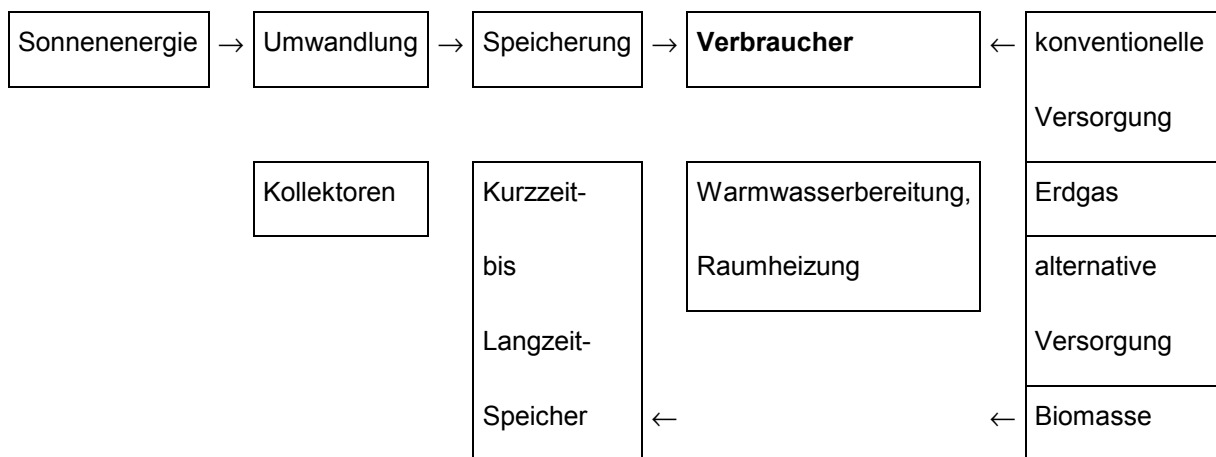 Sonnenenergie → Umwandlung → Speicherung → Verbraucher ← konventionelle
Versorgung
Kollektoren Kurzzeit- Warmwasserbereitung, Erdgas
bis Raumheizung alternative
Langzeit- Versorgung
Speicher ← ← Biomasse